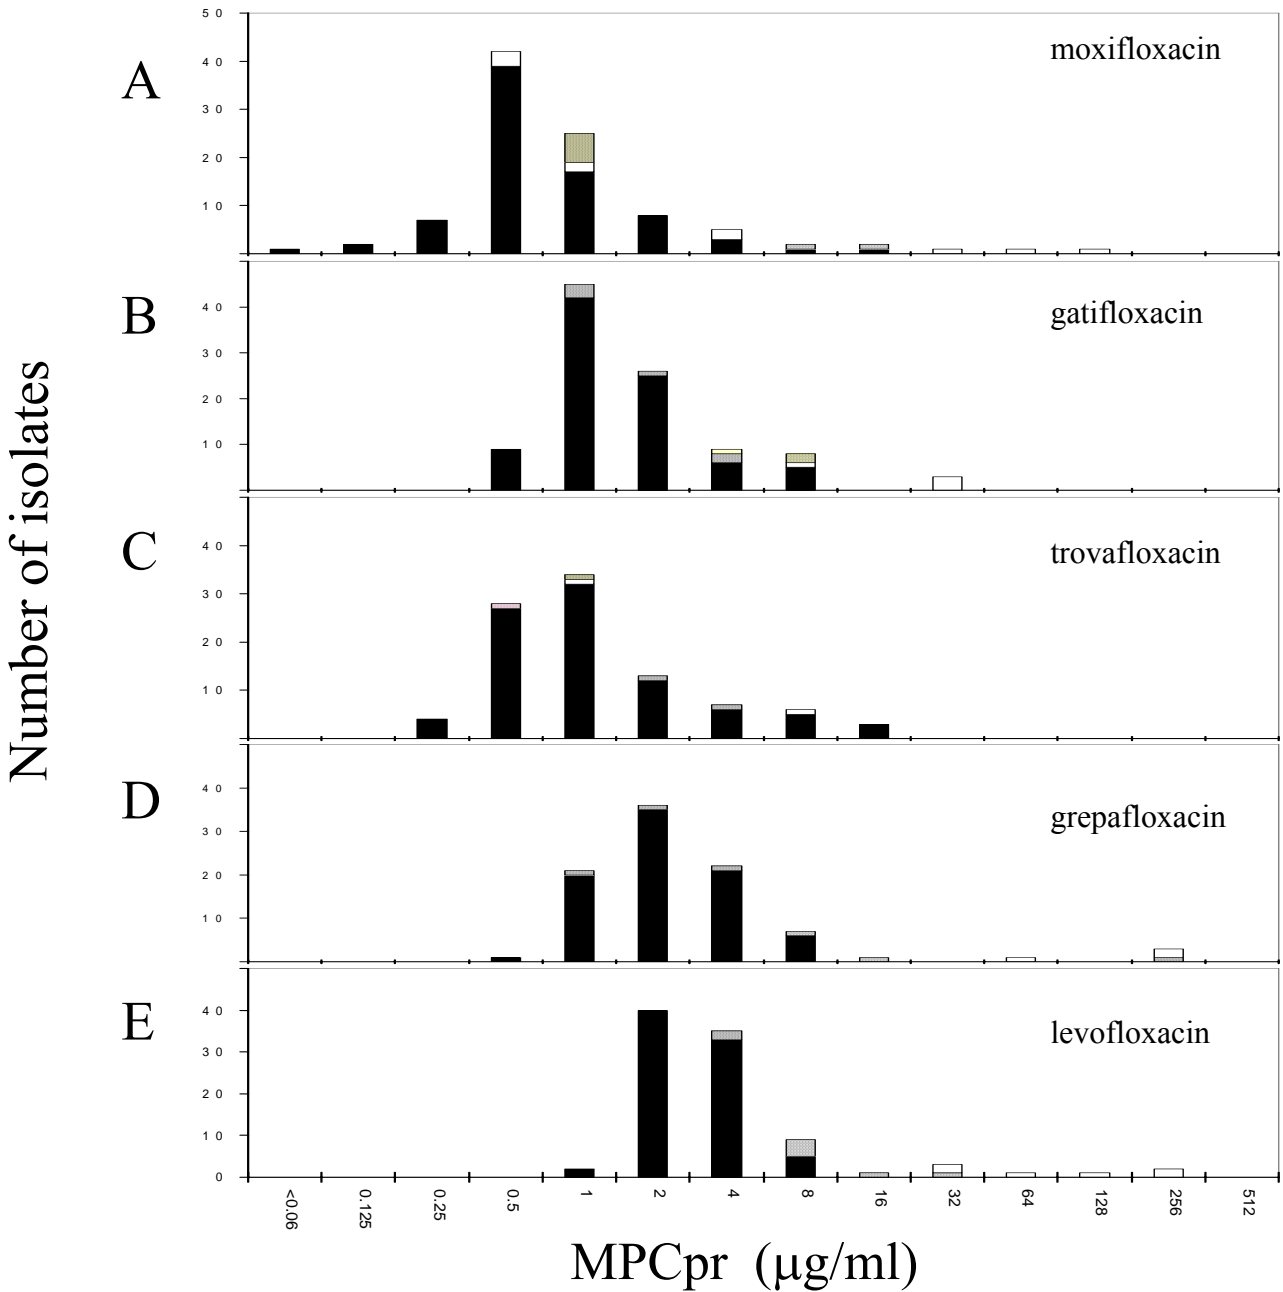 Number of isolates
A
moxifloxacin
5 0
4 0
3 0
2 0
1 0
B
gatifloxacin
4 0
3 0
2 0
1 0
C
trovafloxacin
4 0
3 0
2 0
1 0
D
grepafloxacin
4 0
3 0
2 0
1 0
E
levofloxacin
4 0
3 0
2 0
1 0
0
<0.06 0.125 0.25 0.5 1 2 4 8 16 32 64 128 256 512
MPCpr (µg/ml)